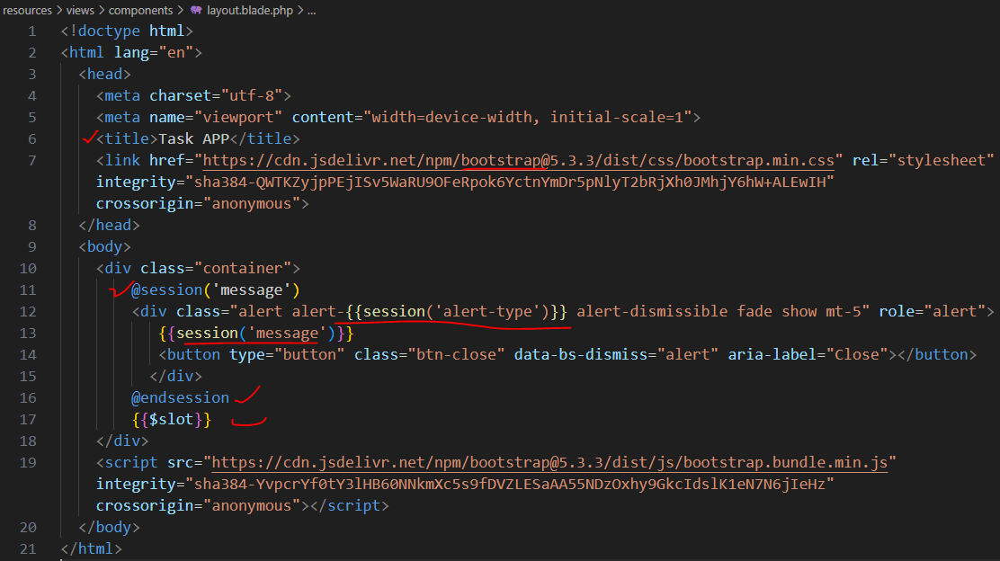 resources > views > components > layout.blade.php > ...
1 <!doctype html>
2 <html lang="en">
3 <head>
4 <meta charset="utf-8">
5 <meta name="viewport" content="width=device-width, initial-scale=1">
6 <title>Task APP</title>
7 <link href="https://cdn.jsdelivr.net/npm/bootstrap@5.3.3/dist/css/bootstrap.min.css" rel="stylesheet"
integrity="sha384-QWTKZyjpPEjISv5WaRU9OFeRpok6YctnYmDr5pNlyT2bRjXh0JMhjY6hW+ALEwIH"
crossorigin="anonymous">
8 </head>
9 <body>
10 <div class="container">
11 @session('message')
12 <div class="alert alert-{{session('alert-type')}} alert-dismissible fade show mt-5" role="alert">
13 {{session('message')}}
14 <button type="button" class="btn-close" data-bs-dismiss="alert" aria-label="Close"></button>
15 </div>
16 @endsession
17 {{$slot}}
18 </div>
19 <script src="https://cdn.jsdelivr.net/npm/bootstrap@5.3.3/dist/js/bootstrap.bundle.min.js"
integrity="sha384-YvpcrYf0tY3lHB60NNkmXc5s9fDVZLESaAA55NDzOxhy9GkcIdslK1eN7N6jIeHz"
crossorigin="anonymous"></script>
20 </body>
21 </html>